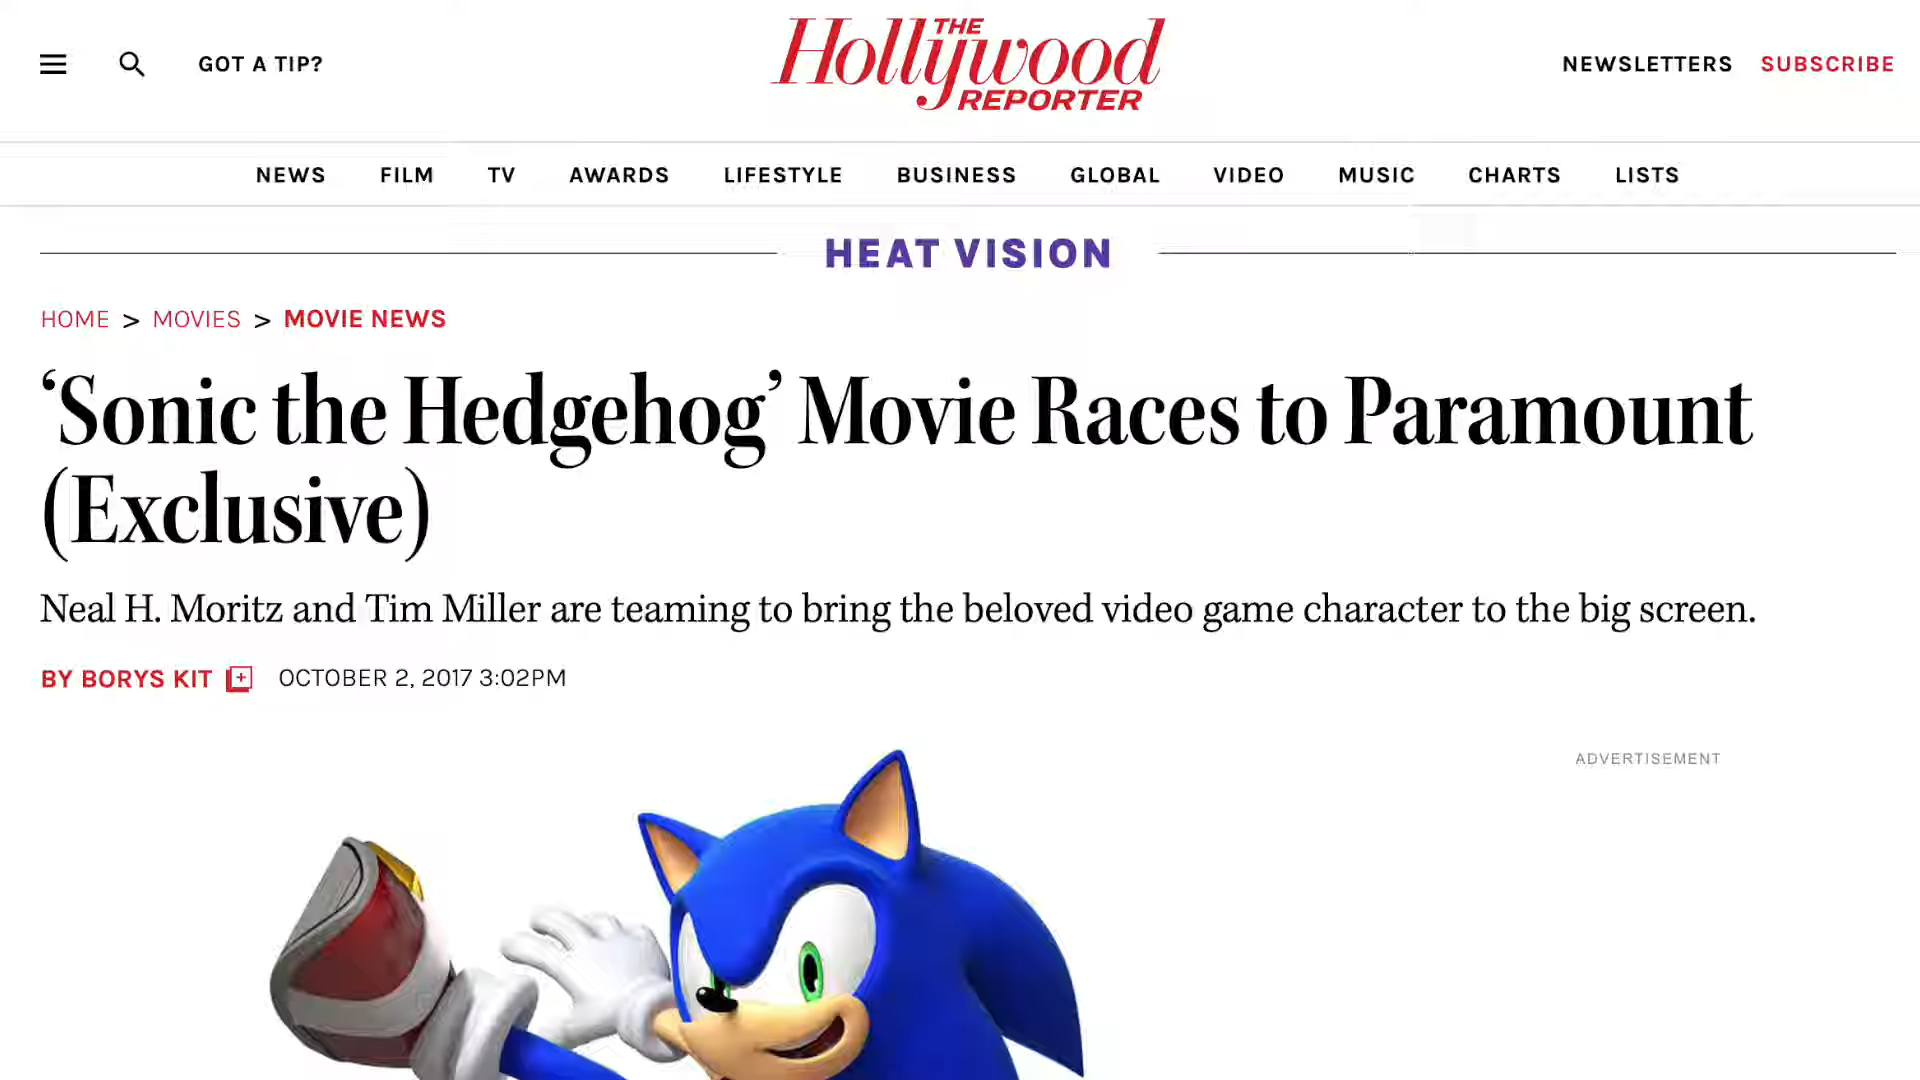 GOT A TIP?
THE
Hollywood
REPORTER
NEWSLETTERS SUBSCRIBE
NEWS FILM TV AWARDS LIFESTYLE BUSINESS GLOBAL VIDEO MUSIC CHARTS LISTS
HEAT VISION
HOME > MOVIES > MOVIE NEWS
‘Sonic the Hedgehog’ Movie Races to Paramount
(Exclusive)
Neal H. Moritz and Tim Miller are teaming to bring the beloved video game character to the big screen.
BY BORYS KIT OCTOBER 2, 2017 3:02PM
ADVERTISEMENT